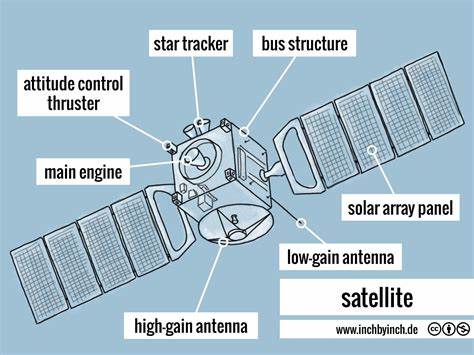 star tracker
bus structure
attitude control
thruster
main engine
solar array panel
low-gain antenna
high-gain antenna
satellite
www.inchbyinch.de
cc